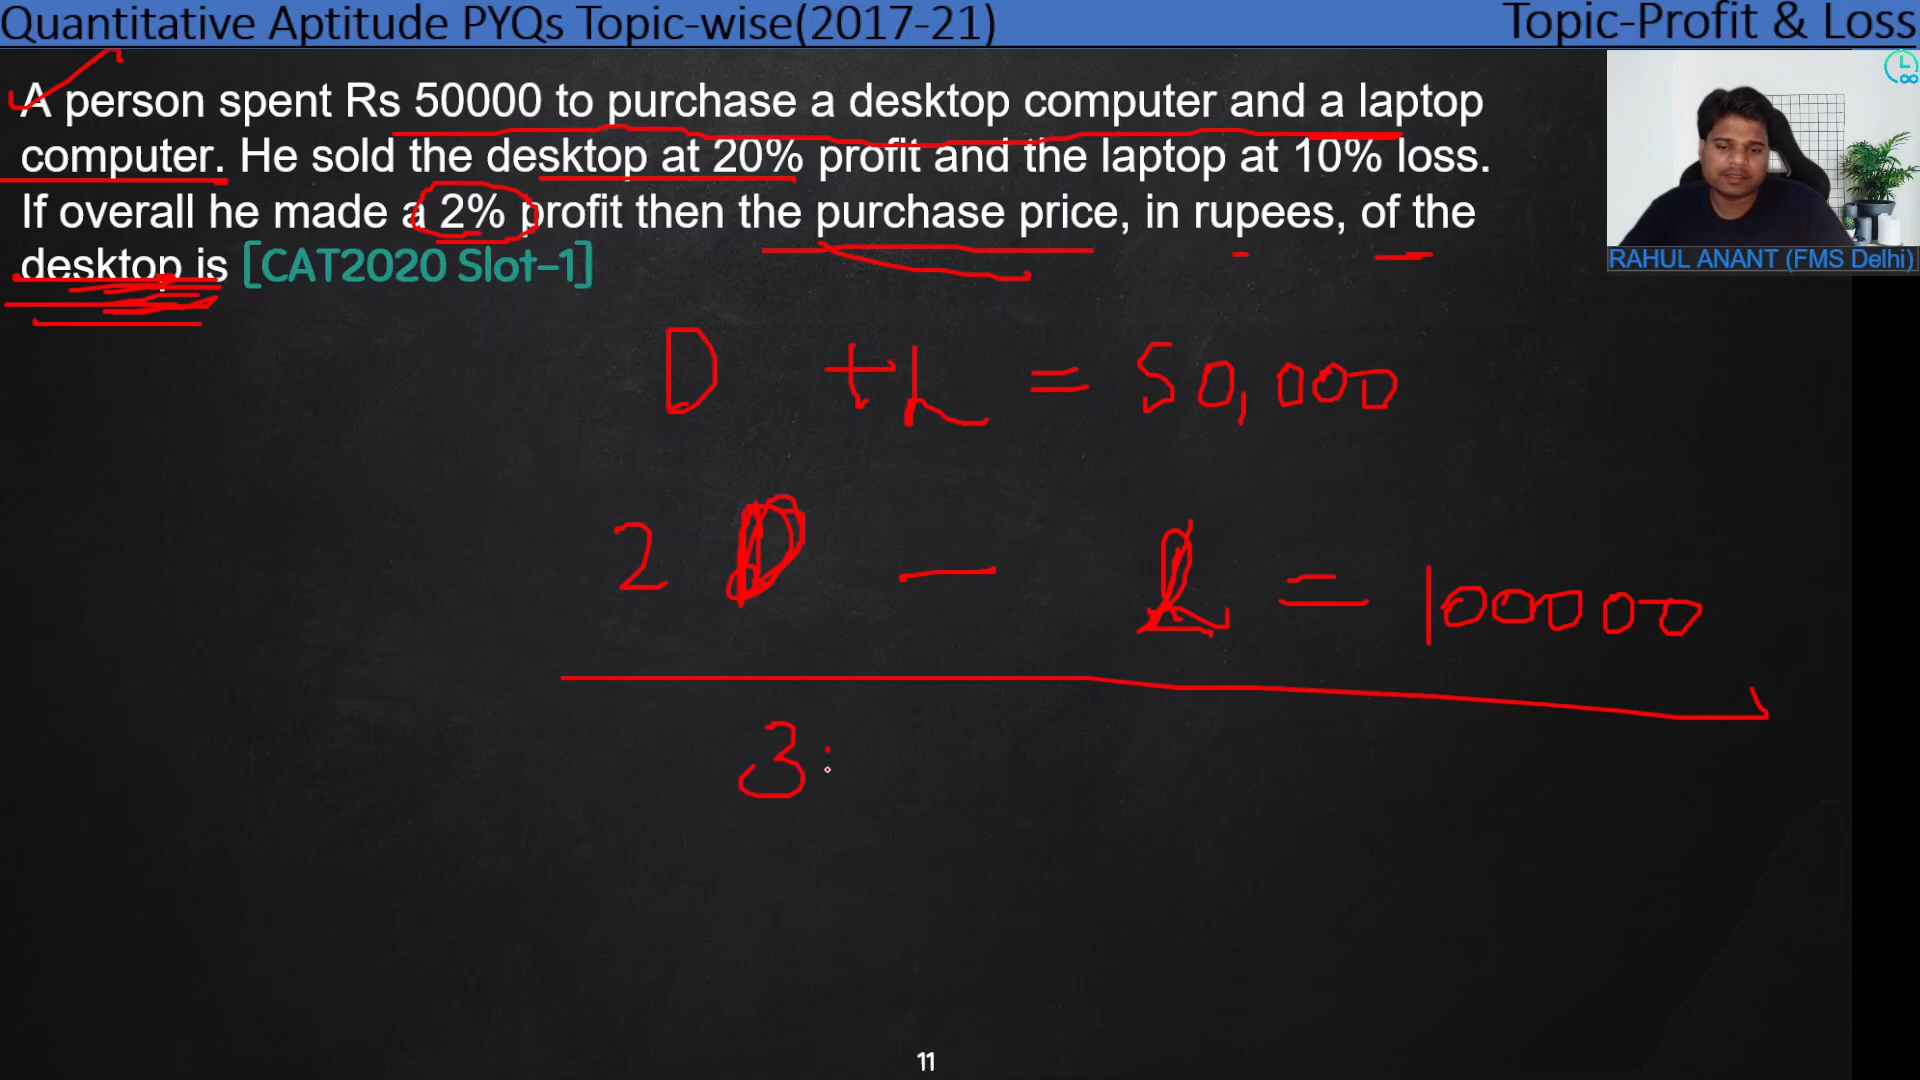 Quantitative Aptitude PYQs Topic-wise(2017-21)
Topic-Profit & Loss
A person spent Rs 50000 to purchase a desktop computer and a laptop
computer. He sold the desktop at 20% profit and the laptop at 10% loss.
If overall he made a 2% profit then the purchase price, in rupees, of the
desktop is [CAT2020 Slot-1]
RAHUL ANANT (FMS Delhi)
D + L = 50,000
2 D - L = 100000
3
11